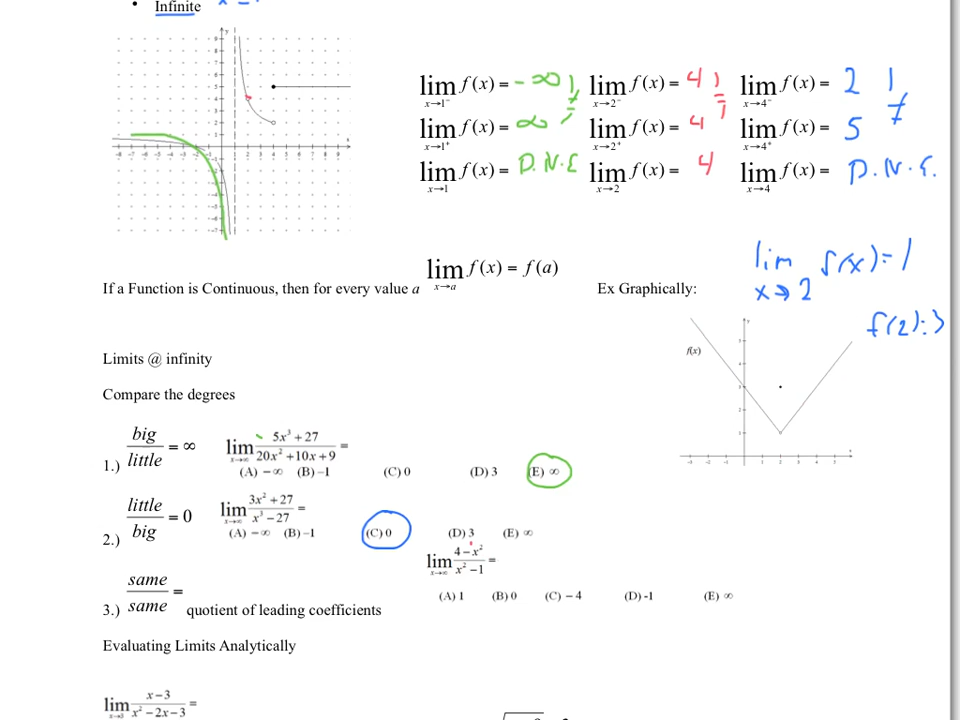 • Infinite
lim f(x) = - ∞ lim f(x) = 4 lim f(x) = 2
x→1⁻ x→2⁻ x→4⁻
≠ = ≠
lim f(x) = ∞ lim f(x) = 4 lim f(x) = 5
x→1⁺ x→2⁺ x→4⁺
lim f(x) = D.N.E lim f(x) = 4 lim f(x) = D.N.E.
x→1 x→2 x→4
If a Function is Continuous, then for every value a lim f(x) = f(a) Ex Graphically:
x→a
lim f(x) = 1
x→2
f(2)=3
f(x)
Limits @ infinity
Compare the degrees
1.) big/little = ∞ lim x→∞ (5x³ + 27)/(20x² + 10x + 9) =
(A) −∞ (B) −1 (C) 0 (D) 3 (E) ∞
2.) little/big = 0 lim x→∞ (3x² + 27)/(x³ − 27) =
(A) −∞ (B) −1 (C) 0 (D) 3 (E) ∞
lim x→∞ (4 − x²)/(x² − 1) =
3.) same/same = quotient of leading coefficients
(A) 1 (B) 0 (C) −4 (D) -1 (E) ∞
Evaluating Limits Analytically
lim x→3 (x − 3)/(x² − 2x − 3) =